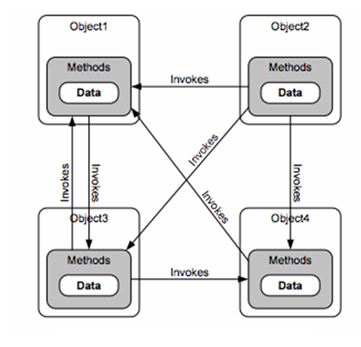 Object1
Object2
Methods
Data
Invokes
Methods
Data
Invokes
Invokes
Invokes
Invokes
Invokes
Object3
Object4
Methods
Data
Invokes
Methods
Data